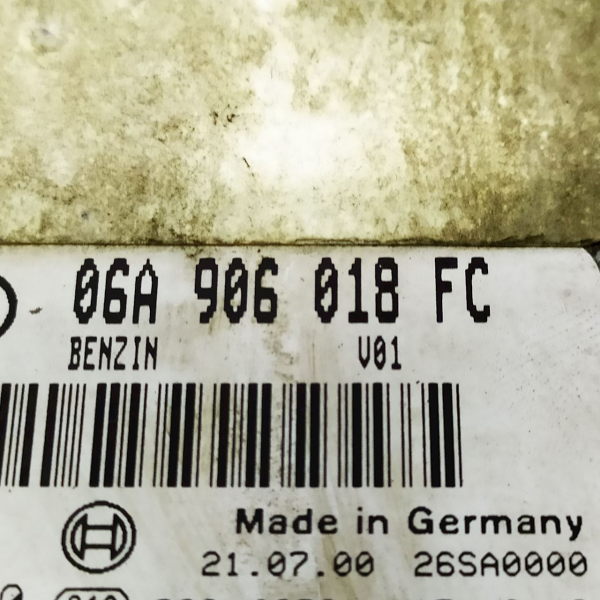 06A 906 018 FC
BENZIN V01
Made in Germany
21.07.00 26SA0000